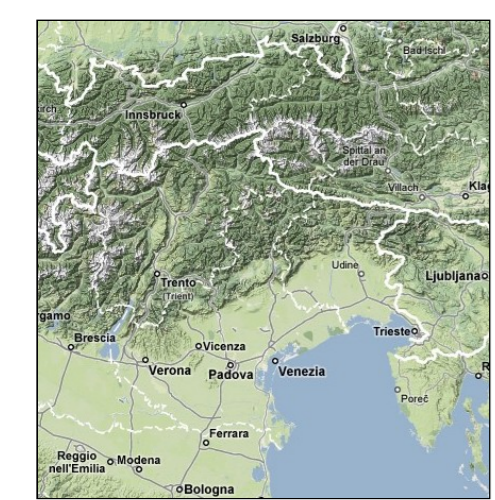 Salzburg
Bad Ischl
Innsbruck
Spittal an
der Drau
Villach
Trento
(Trient)
Udine
Ljubljana
Trieste
Brescia
Vicenza
Verona
Padova
Venezia
Poreč
Ferrara
Reggio
nell'Emilia
Modena
Bologna